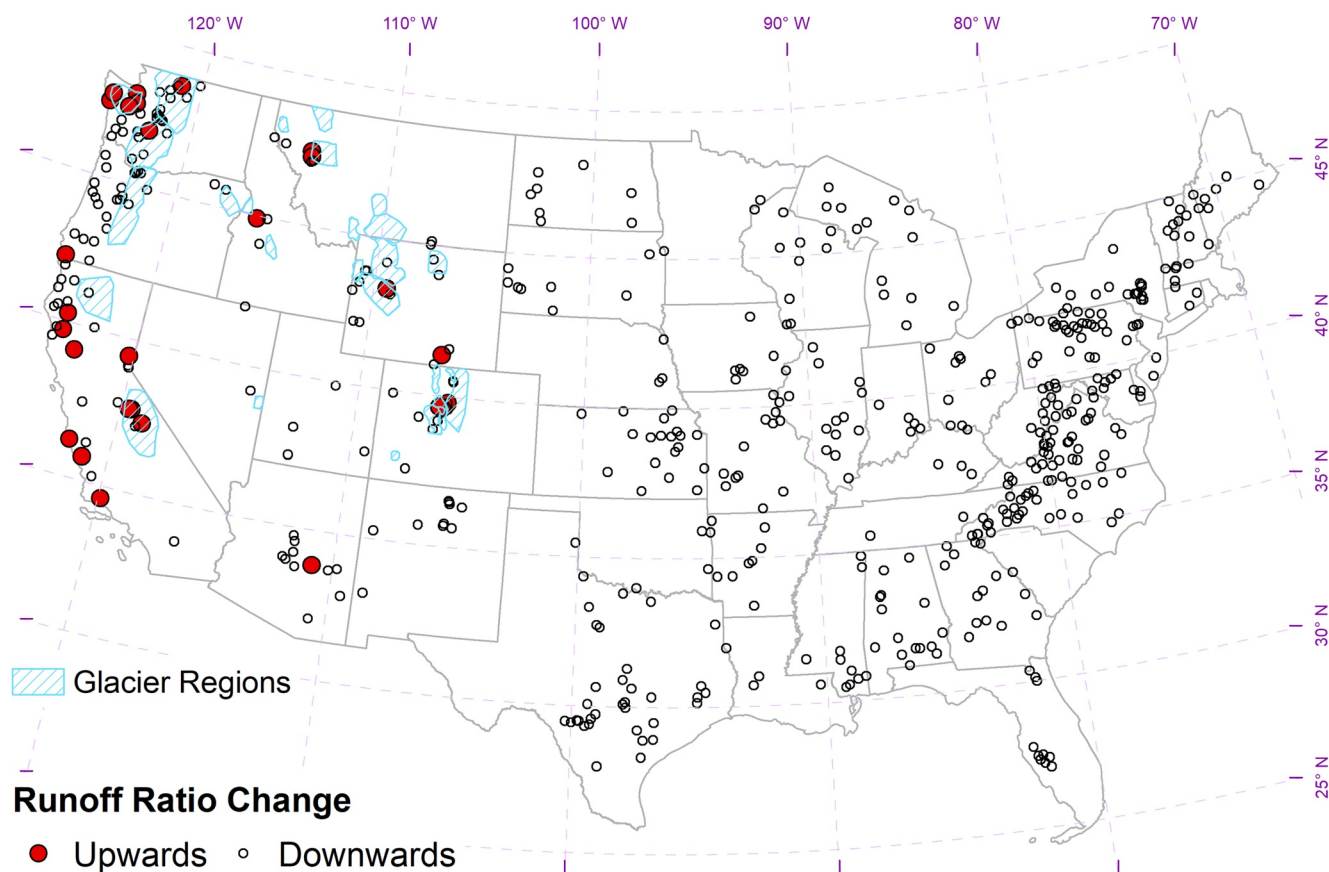 120° W 110° W 100° W 90° W 80° W 70° W
45° N
40° N
35° N
30° N
25° N
Glacier Regions
Runoff Ratio Change
Upwards Downwards